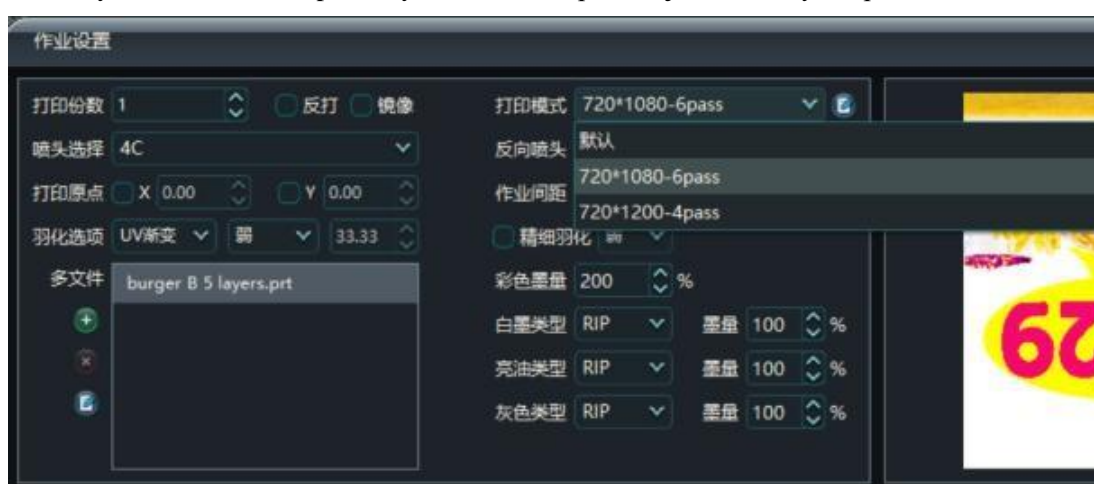 作业设置
打印份数 1 反打 镜像
喷头选择 4C
打印原点 X 0.00 Y 0.00
羽化选项 UV渐变 弱 33.33
多文件 burger B 5 layers.prt
打印模式 720*1080-6pass
反向喷头 默认
720*1080-6pass
作业间距
720*1200-4pass
精细羽化 弱
彩色墨量 200 %
白墨类型 RIP 墨量 100 %
亮油类型 RIP 墨量 100 %
灰色类型 RIP 墨量 100 %